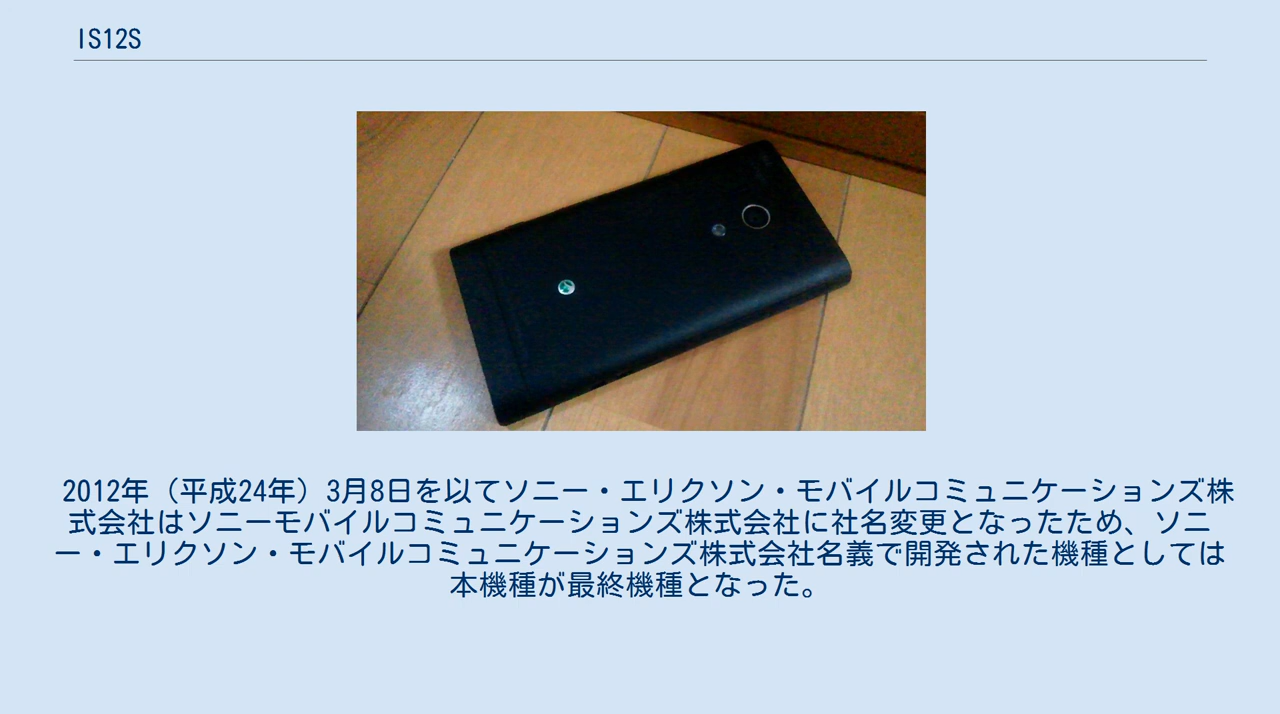 IS12S
2012年（平成24年）3月8日を以てソニー・エリクソン・モバイルコミュニケーションズ株
式会社はソニーモバイルコミュニケーションズ株式会社に社名変更となったため、ソニ
ー・エリクソン・モバイルコミュニケーションズ株式会社名義で開発された機種としては
本機種が最終機種となった。